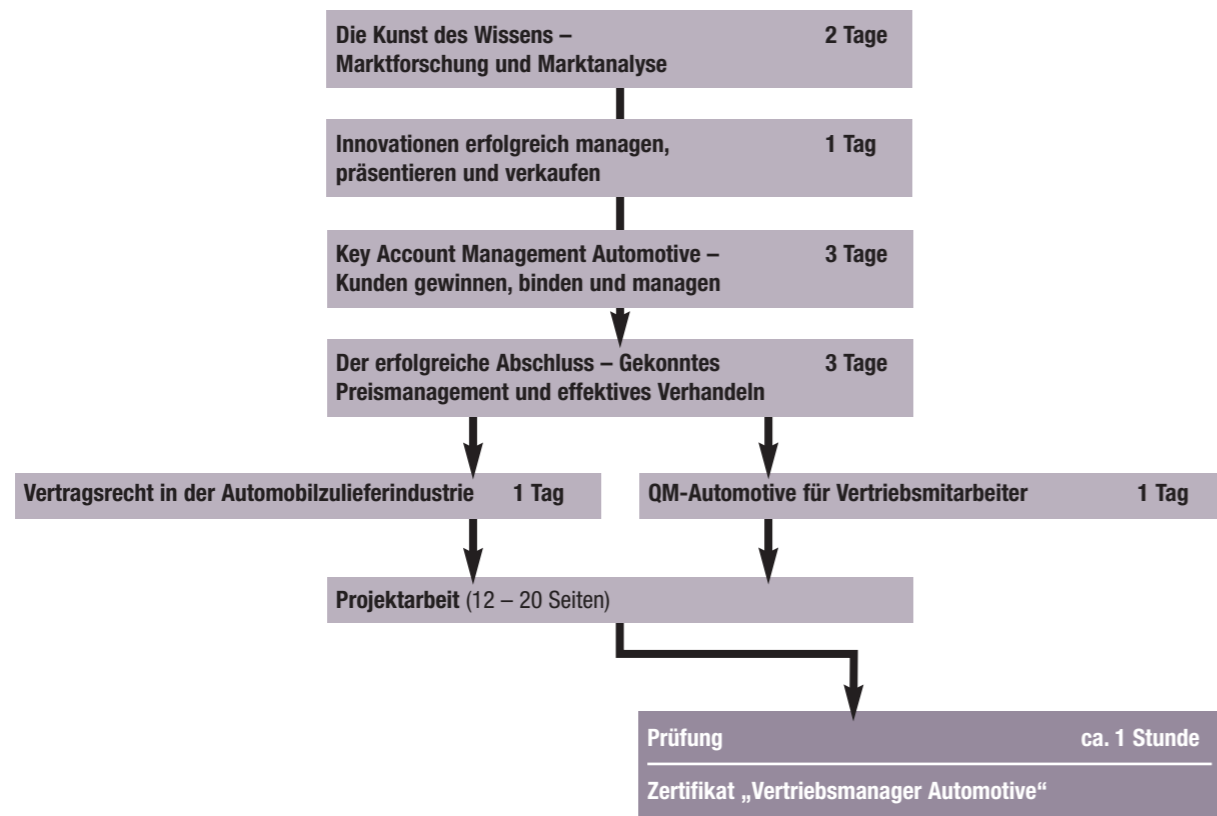 Die Kunst des Wissens – 2 Tage
Marktforschung und Marktanalyse
Innovationen erfolgreich managen, 1 Tag
präsentieren und verkaufen
Key Account Management Automotive – 3 Tage
Kunden gewinnen, binden und managen
Der erfolgreiche Abschluss – Gekonntes 3 Tage
Preismanagement und effektives Verhandeln
Vertragsrecht in der Automobilzulieferindustrie 1 Tag
QM-Automotive für Vertriebsmitarbeiter 1 Tag
Projektarbeit (12 – 20 Seiten)
Prüfung ca. 1 Stunde
Zertifikat „Vertriebsmanager Automotive“